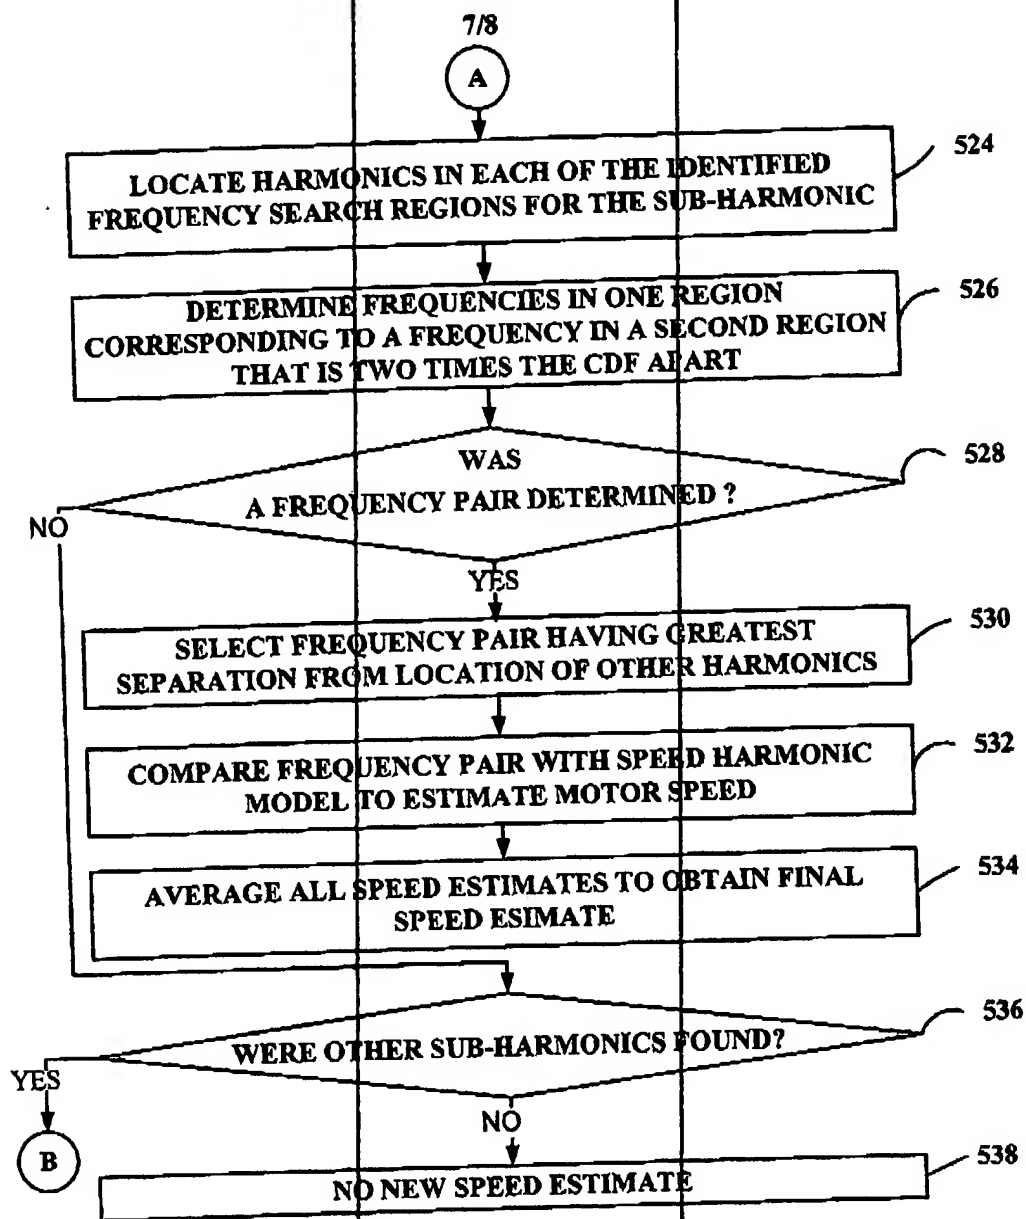 7/8
A
LOCATE HARMONICS IN EACH OF THE IDENTIFIED
FREQUENCY SEARCH REGIONS FOR THE SUB-HARMONIC
524
DETERMINE FREQUENCIES IN ONE REGION
CORRESPONDING TO A FREQUENCY IN A SECOND REGION
THAT IS TWO TIMES THE CDF APART
526
WAS
A FREQUENCY PAIR DETERMINED ?
528
NO
YES
SELECT FREQUENCY PAIR HAVING GREATEST
SEPARATION FROM LOCATION OF OTHER HARMONICS
530
COMPARE FREQUENCY PAIR WITH SPEED HARMONIC
MODEL TO ESTIMATE MOTOR SPEED
532
AVERAGE ALL SPEED ESTIMATES TO OBTAIN FINAL
SPEED ESIMATE
534
WERE OTHER SUB-HARMONICS FOUND?
536
YES
NO
B
NO NEW SPEED ESTIMATE
538